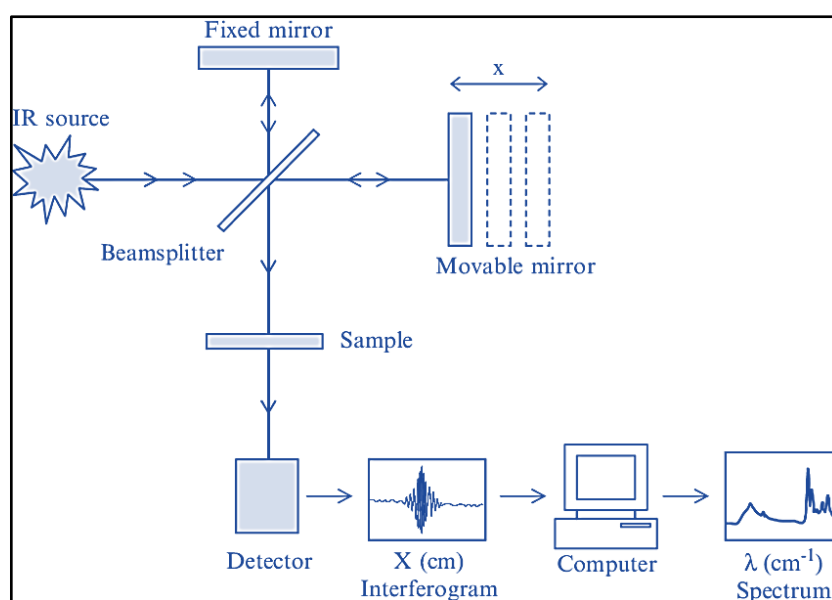 Fixed mirror
x
IR source
Beamsplitter
Movable mirror
Sample
Detector
X (cm)
Interferogram
Computer
λ (cm⁻¹)
Spectrum